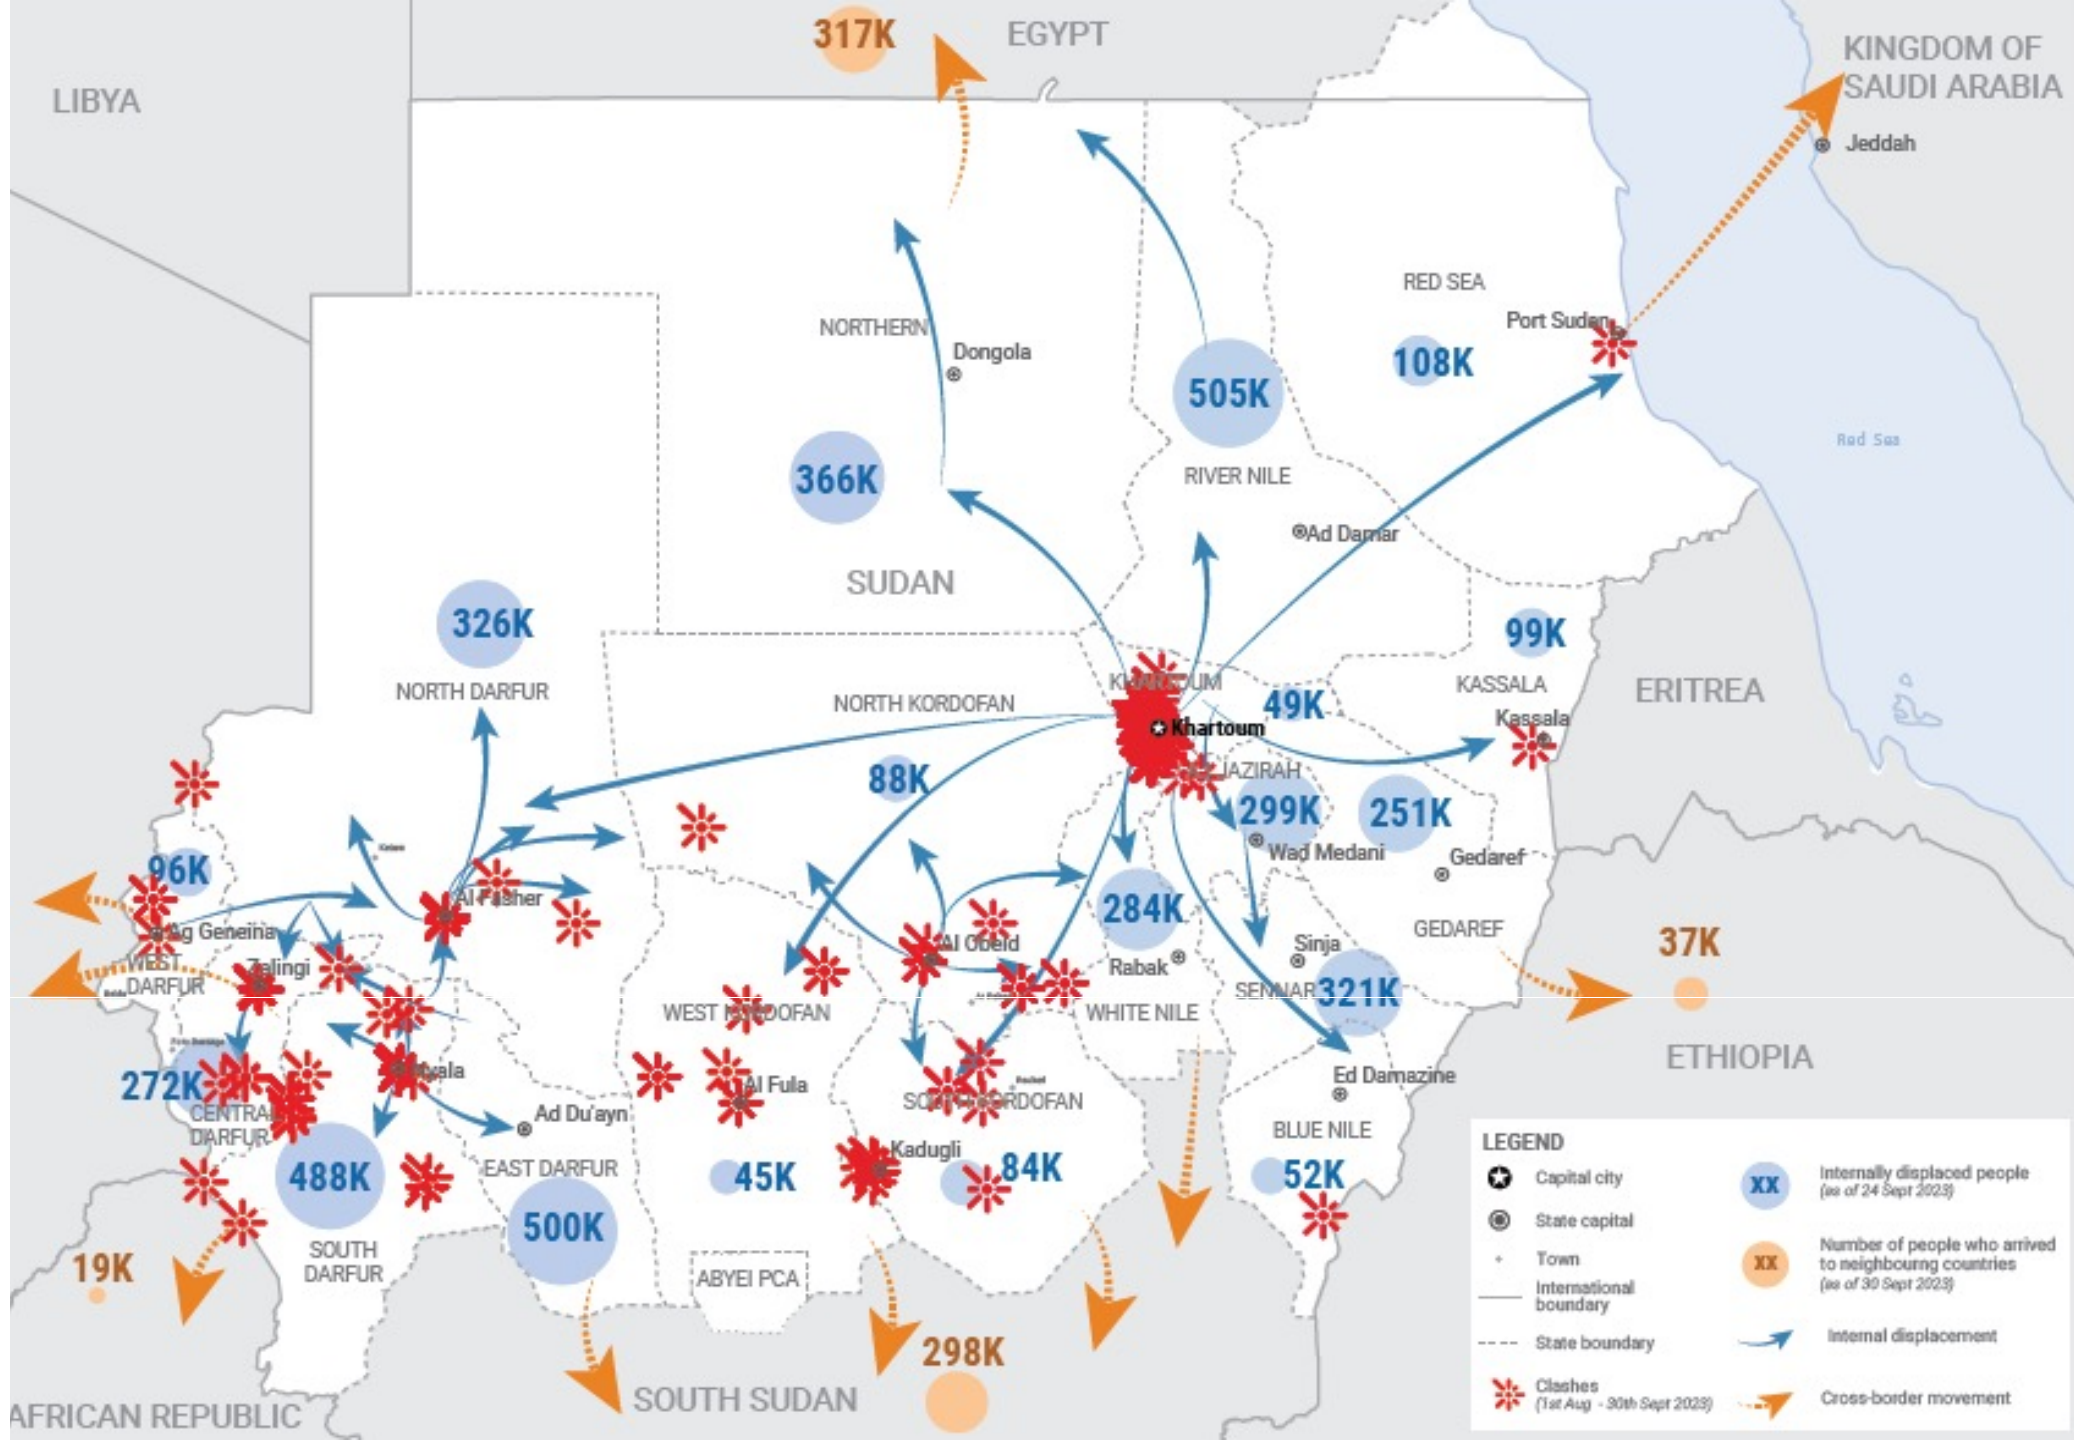 317K
EGYPT
KINGDOM OF
SAUDI ARABIA
LIBYA
Jeddah
RED SEA
Port Sudan
NORTHERN
Dongola
108K
505K
Red Sea
366K
RIVER NILE
Ad Damar
SUDAN
326K
99K
NORTH DARFUR
KHARTOUM
KASSALA
ERITREA
NORTH KORDOFAN
49K
Kassala
Khartoum
88K
JAZIRAH
299K
251K
96K
Wad Medani
Gedaref
Al Fasher
284K
Ag Geneina
Al Obeid
Sinja
GEDAREF
37K
Zalingi
Rabak
WEST
DARFUR
SENNAR
321K
WEST KORDOFAN
WHITE NILE
ETHIOPIA
Nyala
272K
Al Fula
Ed Damazine
CENTRAL
DARFUR
Ad Du'ayn
SOUTH KORDOFAN
BLUE NILE
Kadugli
EAST DARFUR
488K
45K
84K
52K
500K
SOUTH
DARFUR
19K
ABYEI PCA
298K
SOUTH SUDAN
AFRICAN REPUBLIC
LEGEND
Capital city
State capital
Town
International
boundary
State boundary
Clashes
(1st Aug - 30th Sept 2023)
XX
Internally displaced people
(as of 24 Sept 2023)
XX
Number of people who arrived
to neighbourng countries
(as of 30 Sept 2023)
Internal displacement
Cross-border movement